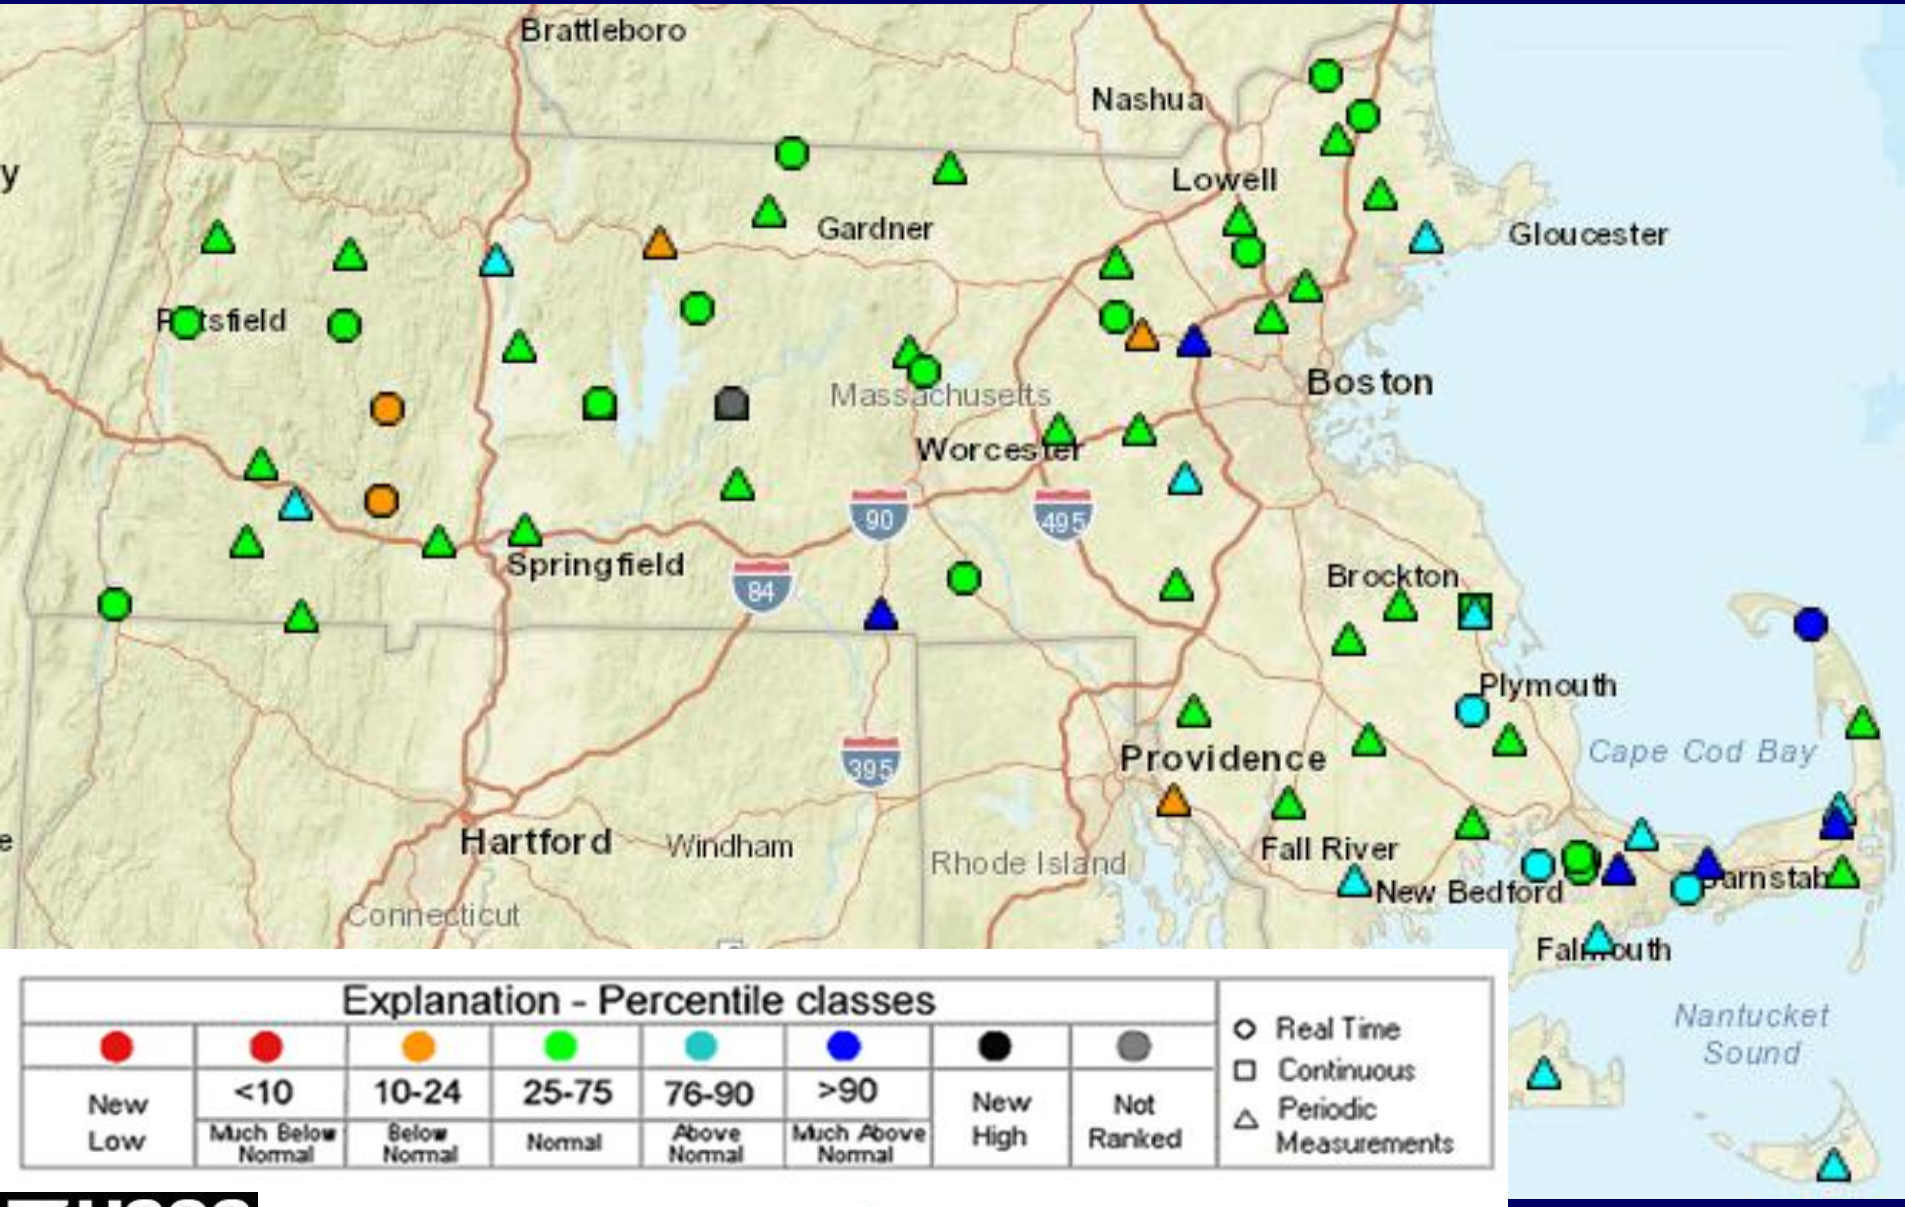 Brattleboro
Nashua
y
Lowell
Gardner
Gloucester
Pittsfield
Boston
Massachusetts
Worcester
90
495
Springfield
84
Brockton
Plymouth
Cape Cod Bay
Providence
395
e
Hartford
Windham
Rhode Island
Fall River
New Bedford
Barnstab
Connecticut
Falmouth
Nantucket
Sound
Explanation - Percentile classes
New
Low
<10
Much Below
Normal
10-24
Below
Normal
25-75
Normal
76-90
Above
Normal
>90
Much Above
Normal
New
High
Not
Ranked
Real Time
Continuous
Periodic
Measurements